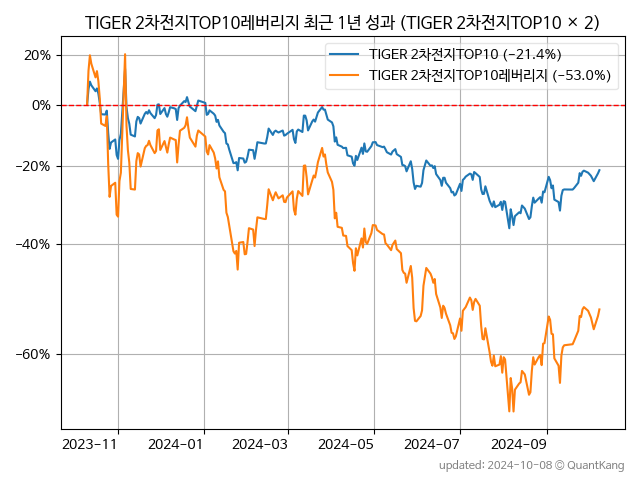 TIGER 2차전지TOP10레버리지 최근 1년 성과 (TIGER 2차전지TOP10 × 2)
TIGER 2차전지TOP10 (−21.4%)
TIGER 2차전지TOP10레버리지 (−53.0%)
20%
0%
−20%
−40%
−60%
2023-11 2024-01 2024-03 2024-05 2024-07 2024-09
updated: 2024-10-08 © QuantKang